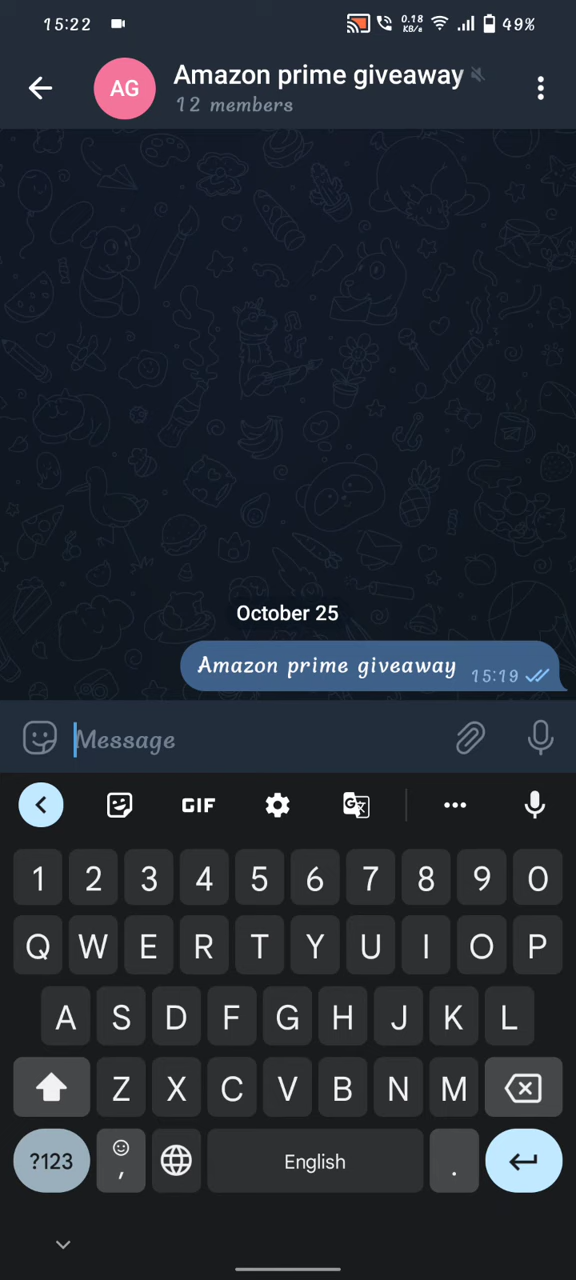 15:22
0.18 KB/s
49%
AG
Amazon prime giveaway
12 members
October 25
Amazon prime giveaway 15:19
Message
GIF
1 2 3 4 5 6 7 8 9 0
Q W E R T Y U I O P
A S D F G H J K L
Z X C V B N M
?123 , English .